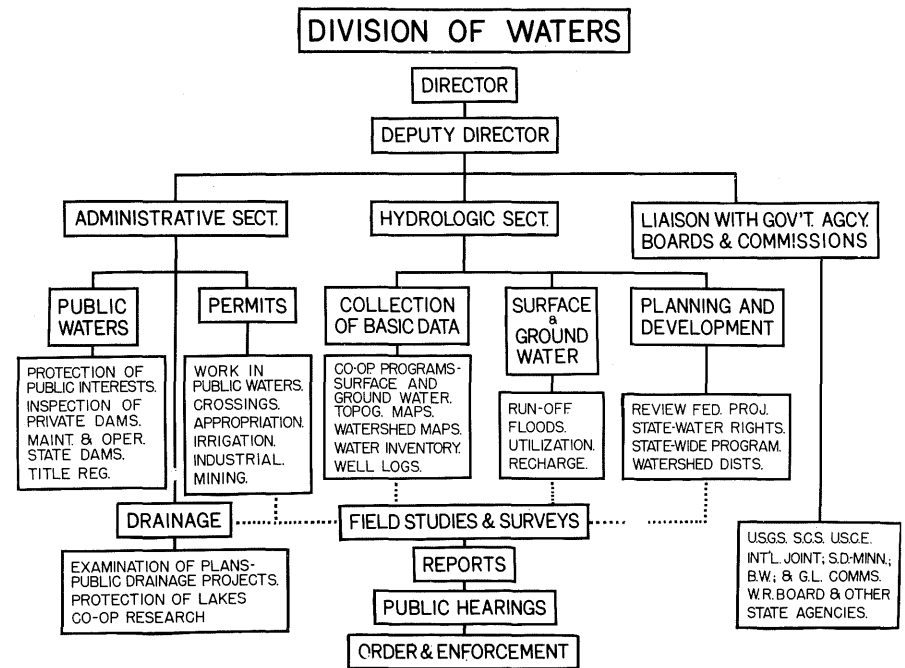 DIVISION OF WATERS
DIRECTOR
DEPUTY DIRECTOR
ADMINISTRATIVE SECT.
HYDROLOGIC SECT.
LIAISON WITH GOV'T. AGCY.
BOARDS & COMMISSIONS
PUBLIC
WATERS
PERMITS
COLLECTION
OF BASIC DATA
SURFACE
&
GROUND
WATER
PLANNING AND
DEVELOPMENT
PROTECTION OF
PUBLIC INTERESTS.
INSPECTION OF
PRIVATE DAMS.
MAINT. & OPER.
STATE DAMS.
TITLE REG.
WORK IN
PUBLIC WATERS.
CROSSINGS.
APPROPRIATION.
IRRIGATION.
INDUSTRIAL.
MINING.
CO-OP. PROGRAMS-
SURFACE AND
GROUND WATER.
TOPOG. MAPS.
WATERSHED MAPS.
WATER INVENTORY.
WELL LOGS.
RUN-OFF
FLOODS.
UTILIZATION.
RECHARGE.
REVIEW FED. PROJ.
STATE-WATER RIGHTS.
STATE-WIDE PROGRAM.
WATERSHED DISTS.
DRAINAGE
FIELD STUDIES & SURVEYS
EXAMINATION OF PLANS-
PUBLIC DRAINAGE PROJECTS.
PROTECTION OF LAKES
CO-OP RESEARCH
REPORTS
PUBLIC HEARINGS
ORDER & ENFORCEMENT
U.S.G.S. S.C.S. U.S.C.E.
INT'L. JOINT; S.D.-MINN.;
B.W.; & G.L. COMMS.
W.R. BOARD & OTHER
STATE AGENCIES.